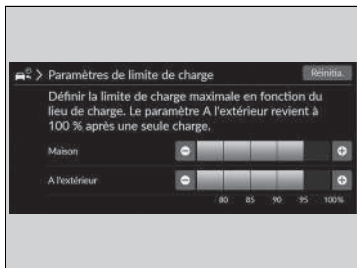 > Paramètres de limite de charge
Réinitia.
Définir la limite de charge maximale en fonction du
lieu de charge. Le paramètre A l'extérieur revient à
100 % après une seule charge.
Maison
A l'extérieur
80 85 90 95 100%